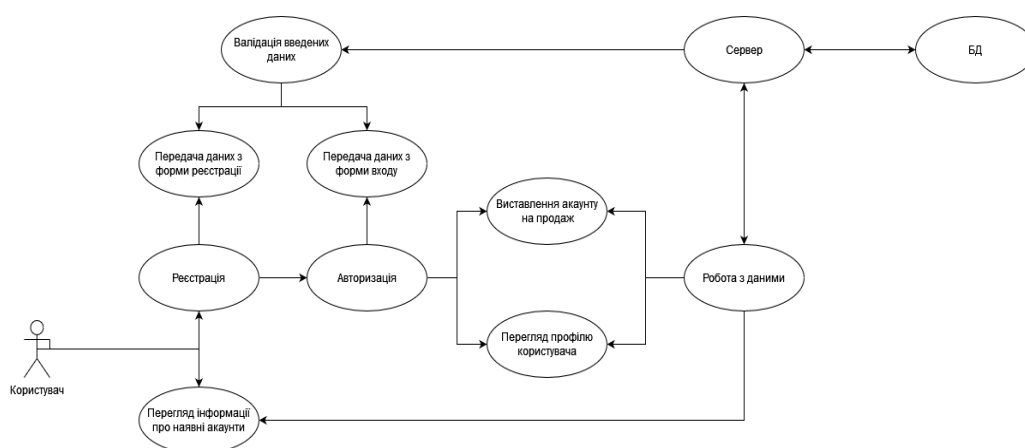 Валідація введених
даних
Сервер
БД
Передача даних з
форми реєстрації
Передача даних з
форми входу
Виставлення акаунту
на продаж
Реєстрація
Авторизація
Робота з даними
Перегляд профілю
користувача
Користувач
Перегляд інформації
про наявні акаунти